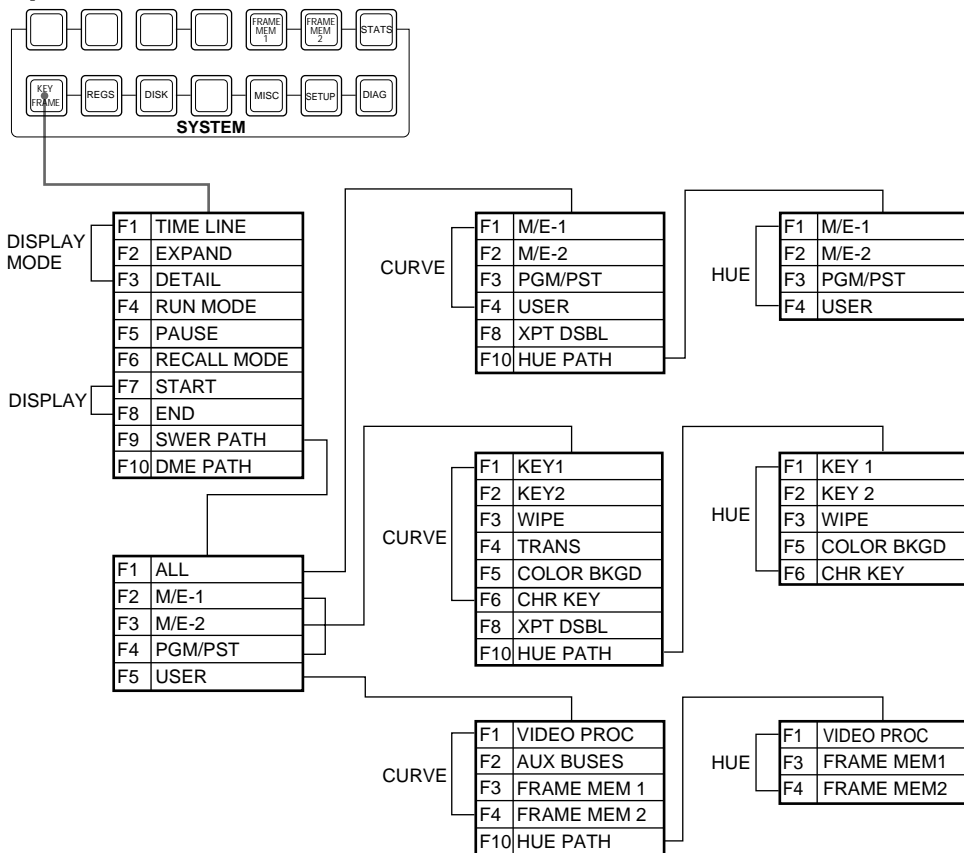 FRAME MEM 1
FRAME MEM 2
STATS
KEY FRAME
REGS
DISK
MISC
SETUP
DIAG
SYSTEM
DISPLAY MODE
F1 TIME LINE
F2 EXPAND
F3 DETAIL
F4 RUN MODE
F5 PAUSE
F6 RECALL MODE
DISPLAY
F7 START
F8 END
F9 SWER PATH
F10 DME PATH
CURVE
F1 M/E-1
F2 M/E-2
F3 PGM/PST
F4 USER
F8 XPT DSBL
F10 HUE PATH
HUE
F1 M/E-1
F2 M/E-2
F3 PGM/PST
F4 USER
F1 ALL
F2 M/E-1
F3 M/E-2
F4 PGM/PST
F5 USER
CURVE
F1 KEY1
F2 KEY2
F3 WIPE
F4 TRANS
F5 COLOR BKGD
F6 CHR KEY
F8 XPT DSBL
F10 HUE PATH
HUE
F1 KEY 1
F2 KEY 2
F3 WIPE
F5 COLOR BKGD
F6 CHR KEY
CURVE
F1 VIDEO PROC
F2 AUX BUSES
F3 FRAME MEM 1
F4 FRAME MEM 2
F10 HUE PATH
HUE
F1 VIDEO PROC
F3 FRAME MEM1
F4 FRAME MEM2